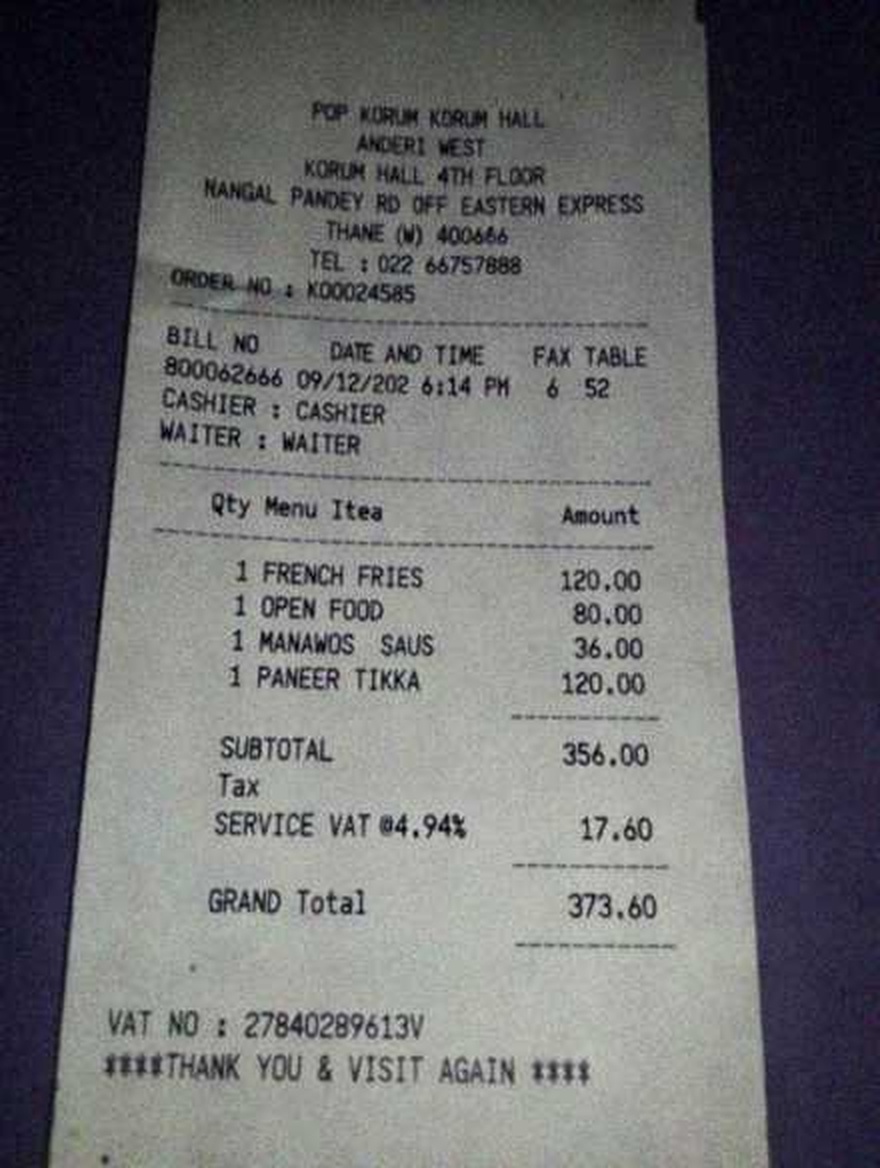 POP KORUM KORUM HALL
ANDERI WEST
KORUM HALL 4TH FLOOR
NANGAL PANDEY RD OFF EASTERN EXPRESS
THANE (W) 400666
TEL : 022 66757888
ORDER NO : K00024585
BILL NO DATE AND TIME FAX TABLE
800062666 09/12/202 6:14 PM 6 52
CASHIER : CASHIER
WAITER : WAITER
Qty Menu Itea Amount
1 FRENCH FRIES 120.00
1 OPEN FOOD 80.00
1 MANAWOS SAUS 36.00
1 PANEER TIKKA 120.00
SUBTOTAL 356.00
Tax
SERVICE VAT @4.94% 17.60
GRAND Total 373.60
VAT NO : 27840289613V
****THANK YOU & VISIT AGAIN ****